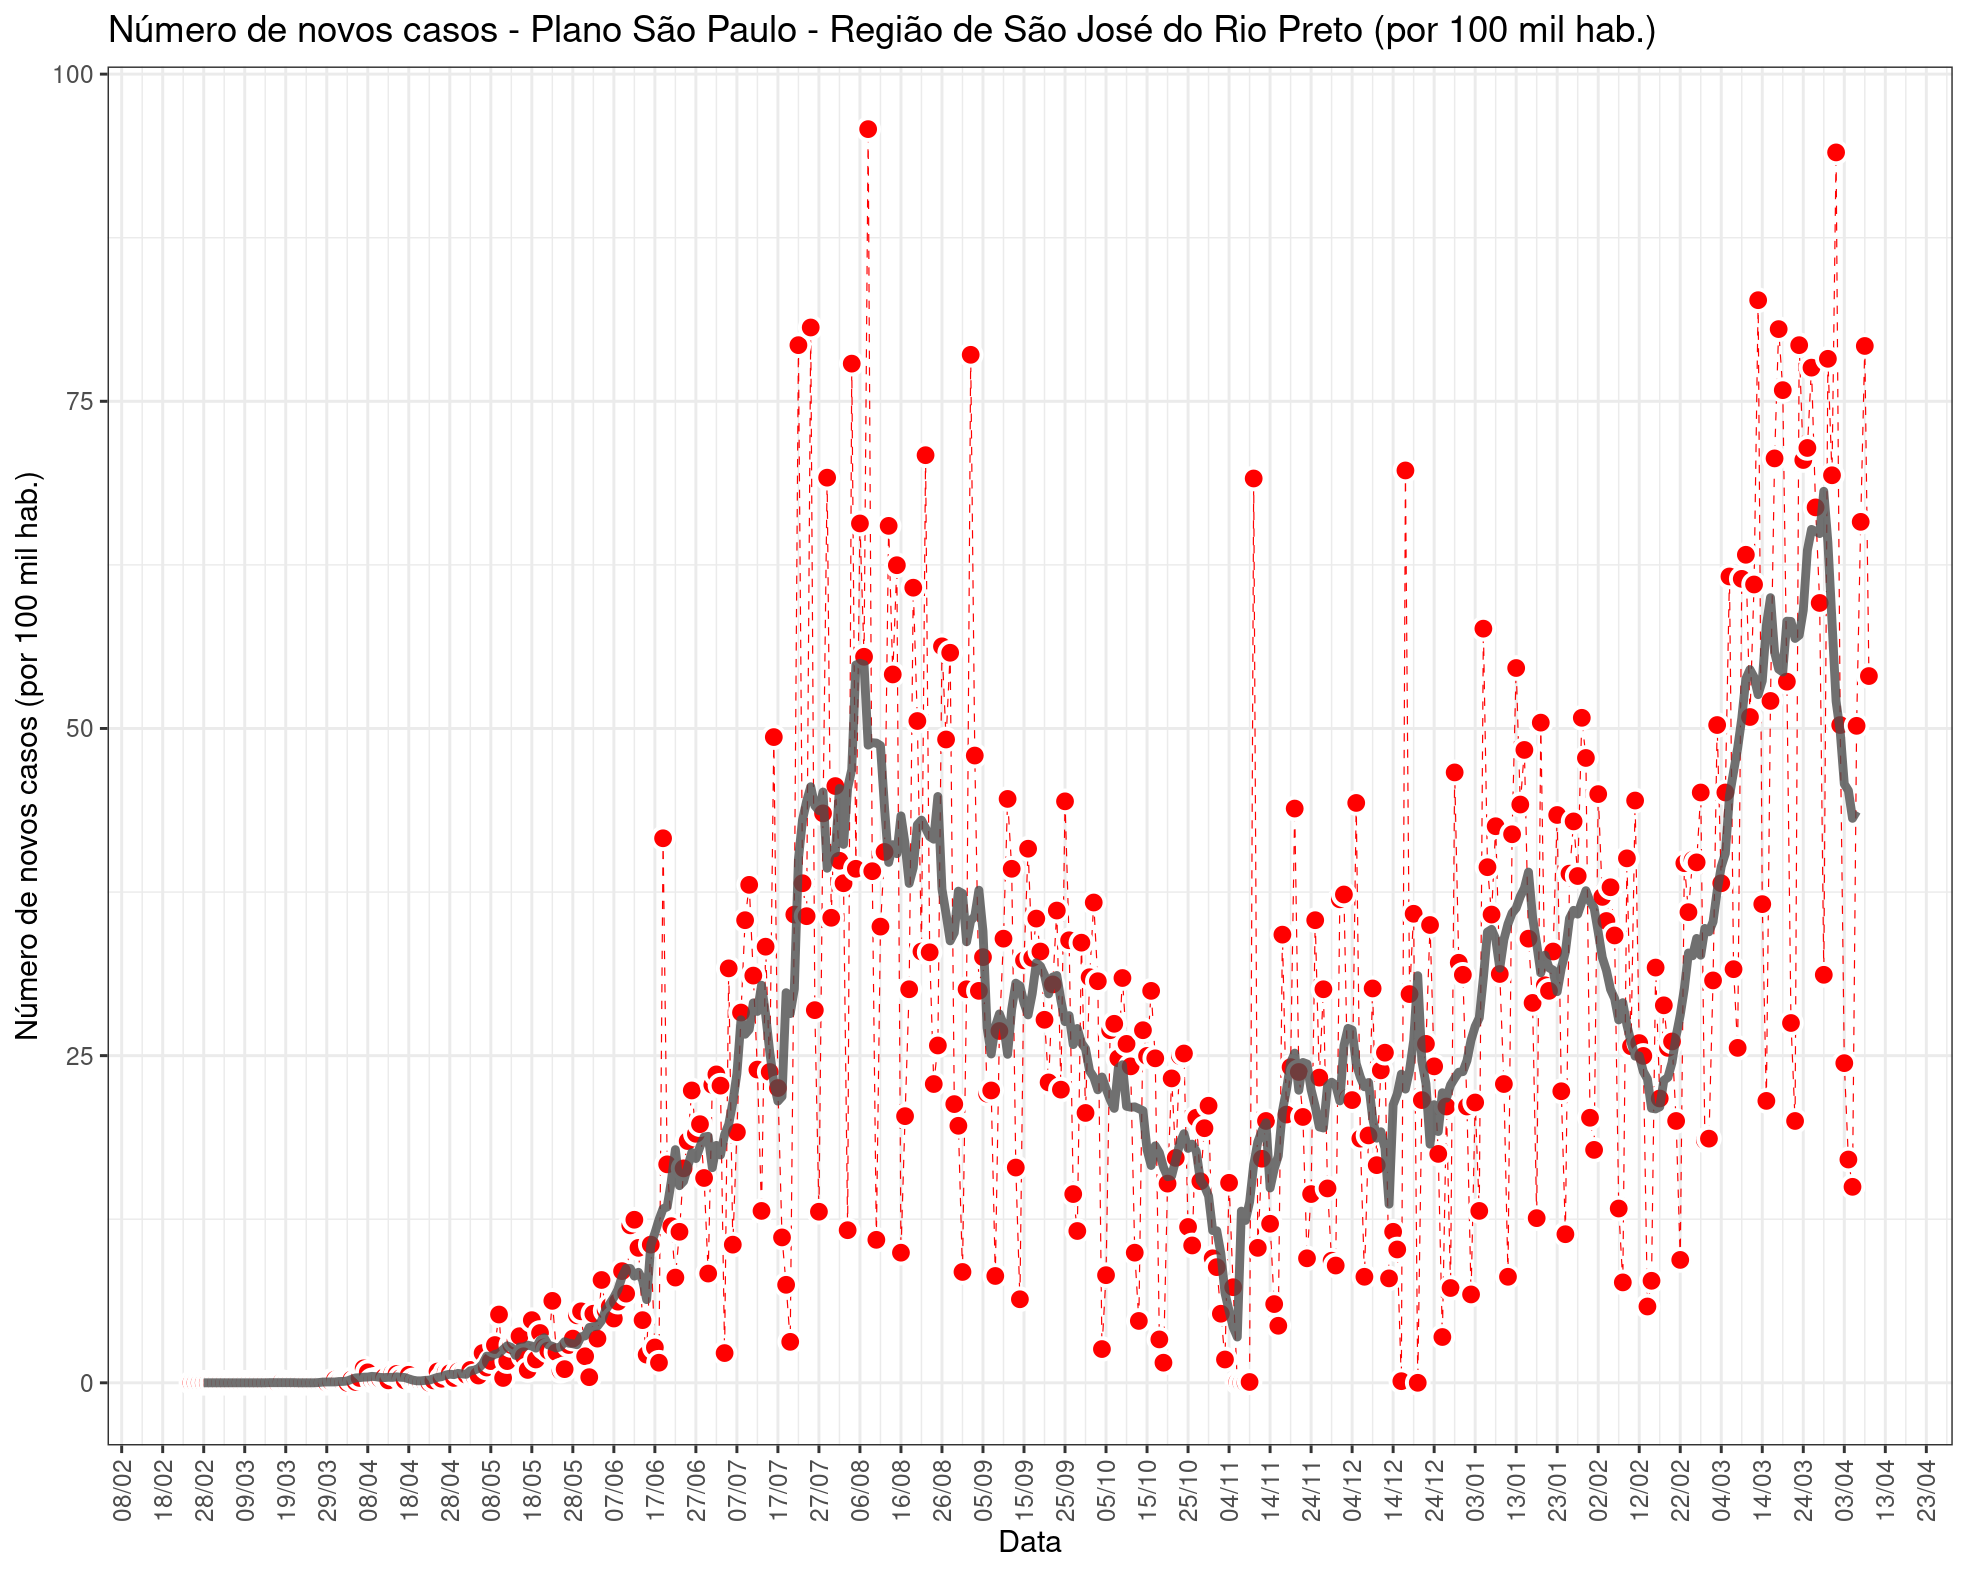 Número de novos casos - Plano São Paulo - Região de São José do Rio Preto (por 100 mil hab.)
Número de novos casos (por 100 mil hab.)
100
75
50
25
0
08/02 18/02 28/02 09/03 19/03 29/03 08/04 18/04 28/04 08/05 18/05 28/05 07/06 17/06 27/06 07/07 17/07 27/07 06/08 16/08 26/08 05/09 15/09 25/09 05/10 15/10 25/10 04/11 14/11 24/11 04/12 14/12 24/12 03/01 13/01 23/01 02/02 12/02 22/02 04/03 14/03 24/03 03/04 13/04 23/04
Data